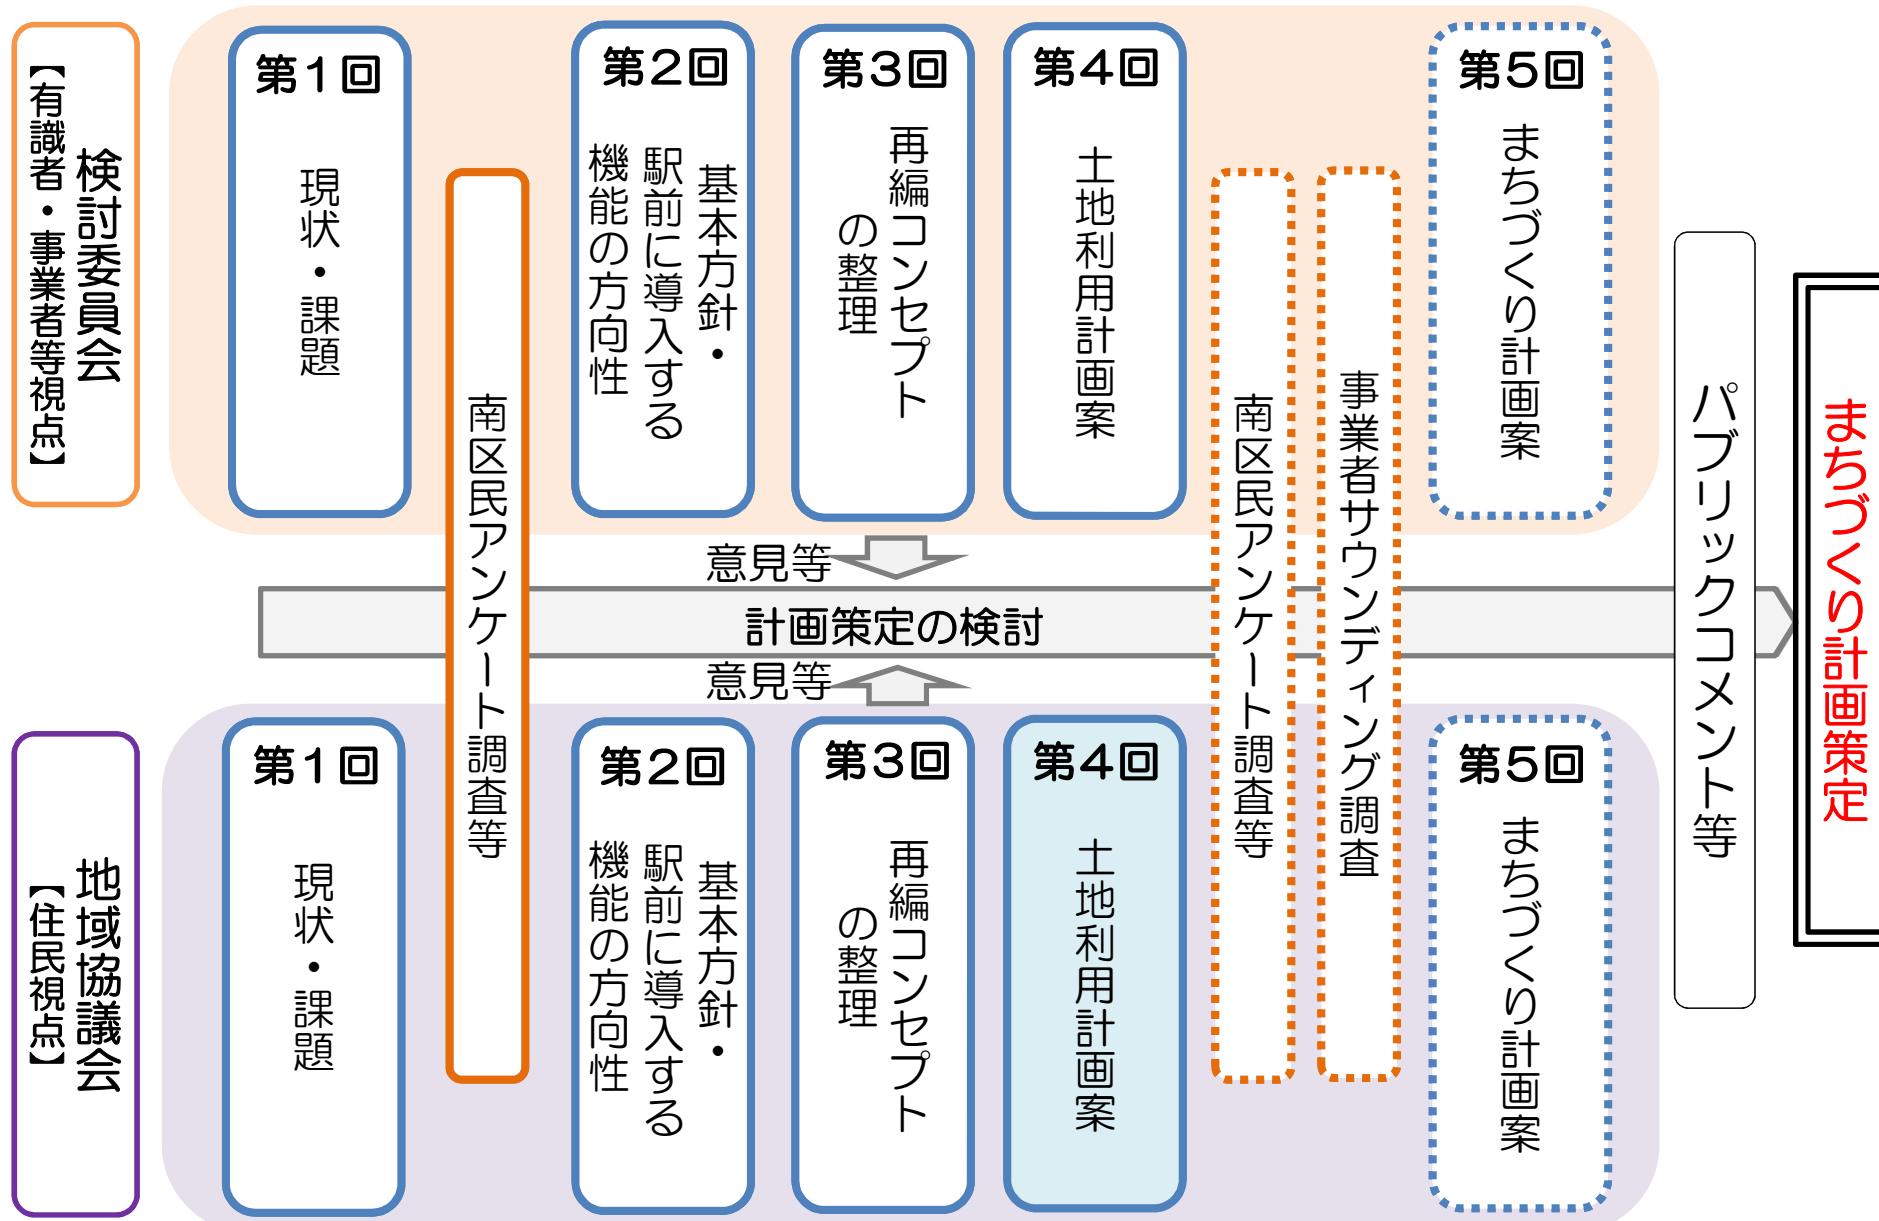 検討委員会
【有識者・事業者等視点】
第1回
現状・課題
南区民アンケート調査等
第2回
基本方針・
駅前に導入する
機能の方向性
第3回
再編コンセプト
の整理
第4回
土地利用計画案
南区民アンケート調査等
事業者サウンディング調査
第5回
まちづくり計画案
パブリックコメント等
まちづくり計画策定
意見等
計画策定の検討
意見等
地域協議会
【住民視点】
第1回
現状・課題
第2回
基本方針・
駅前に導入する
機能の方向性
第3回
再編コンセプト
の整理
第4回
土地利用計画案
第5回
まちづくり計画案